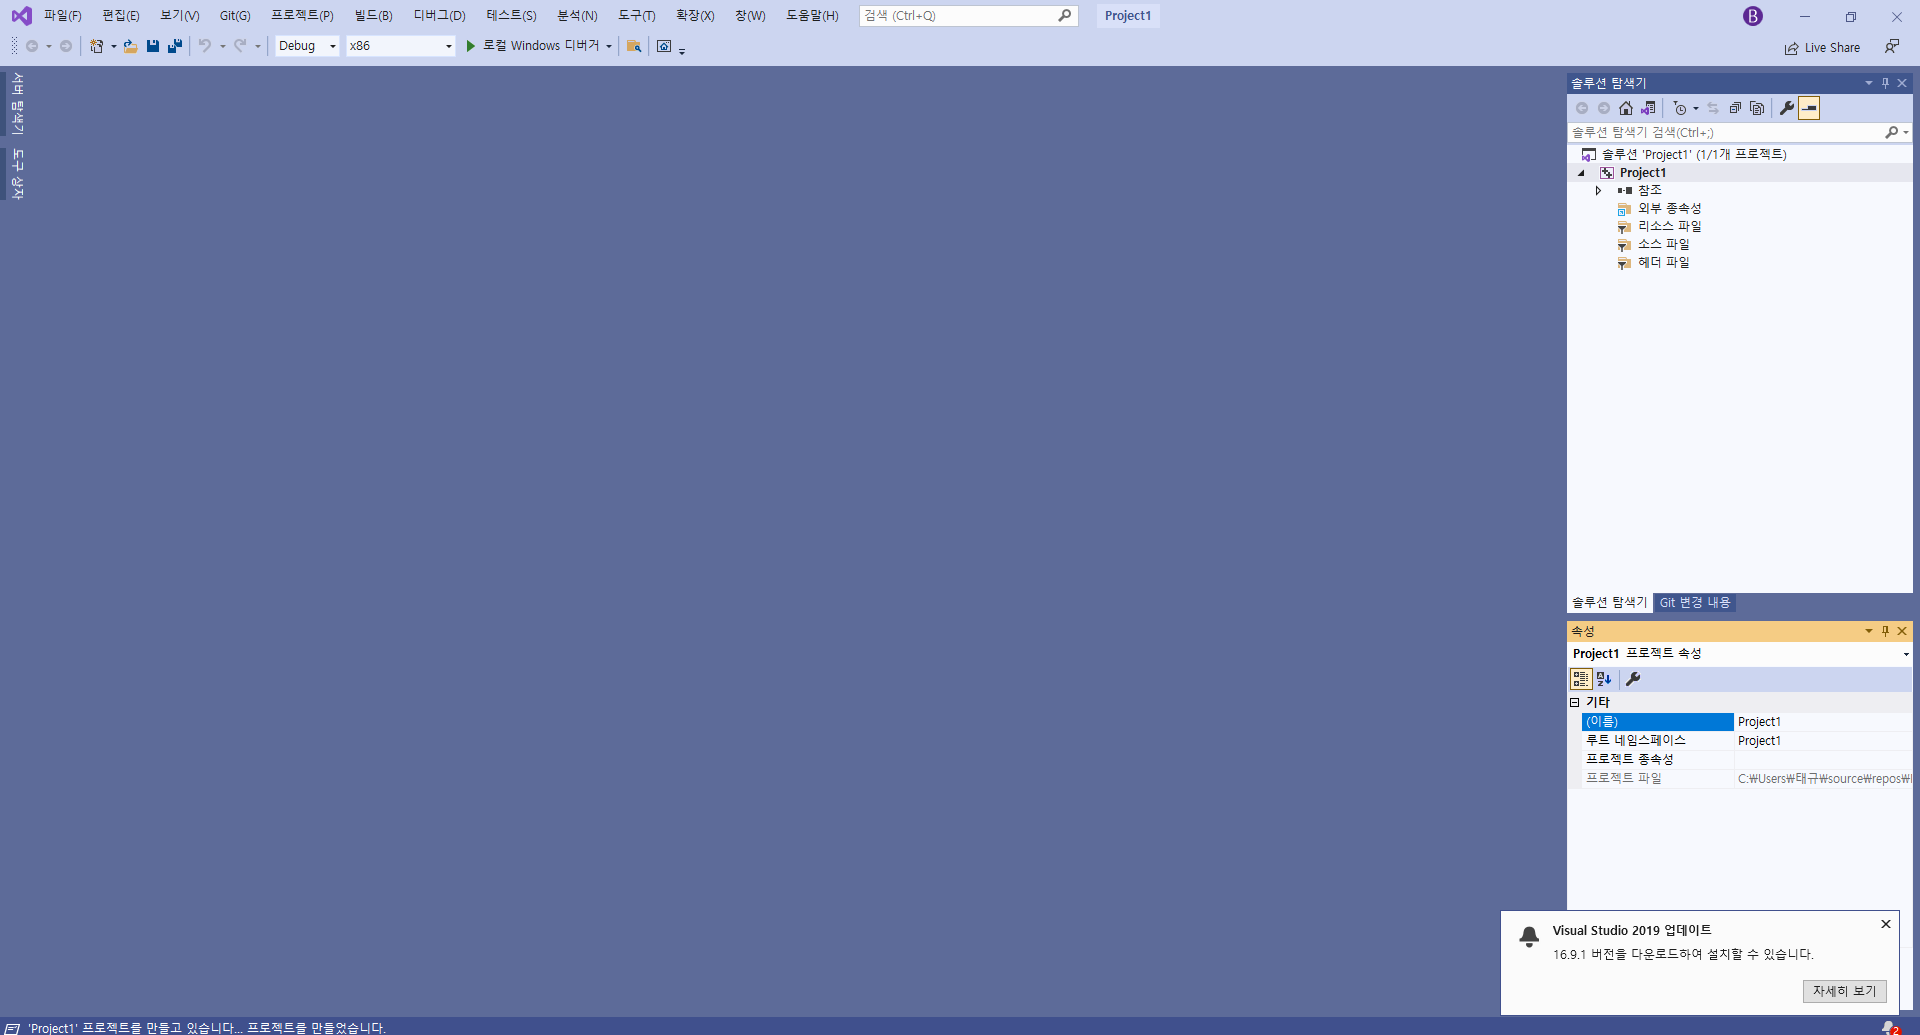 파일(F) 편집(E) 보기(V) Git(G) 프로젝트(P) 빌드(B) 디버그(D) 테스트(S) 분석(N) 도구(T) 확장(X) 창(W) 도움말(H) 검색 (Ctrl+Q) Project1 B
Debug x86 로컬 Windows 디버거 Live Share
서버 탐색기
도구 상자
솔루션 탐색기
솔루션 탐색기 검색(Ctrl+;)
솔루션 'Project1' (1/1개 프로젝트)
Project1
참조
외부 종속성
리소스 파일
소스 파일
헤더 파일
솔루션 탐색기 Git 변경 내용
속성
Project1 프로젝트 속성
기타
(이름) Project1
루트 네임스페이스 Project1
프로젝트 종속성
프로젝트 파일 C:₩Users₩태규₩source₩repos₩
Visual Studio 2019 업데이트
16.9.1 버전을 다운로드하여 설치할 수 있습니다.
자세히 보기
'Project1' 프로젝트를 만들고 있습니다... 프로젝트를 만들었습니다. 2